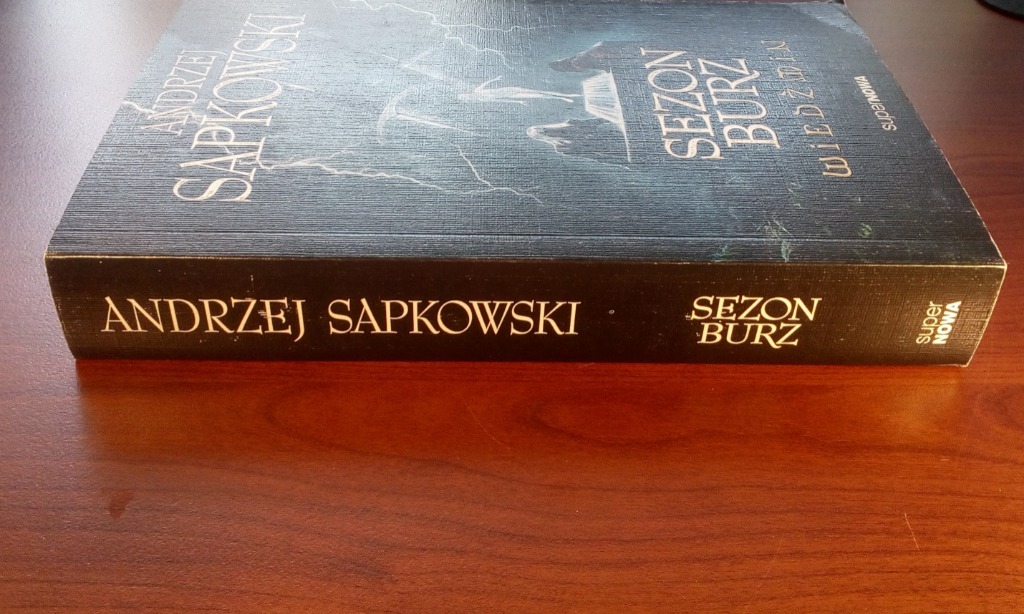 ANDRZEJ
SAPKOWSKI
SEZON
BURZ
WIEDŹMIN
superNOWA
ANDRZEJ SAPKOWSKI
SEZON
BURZ
super
NOWA